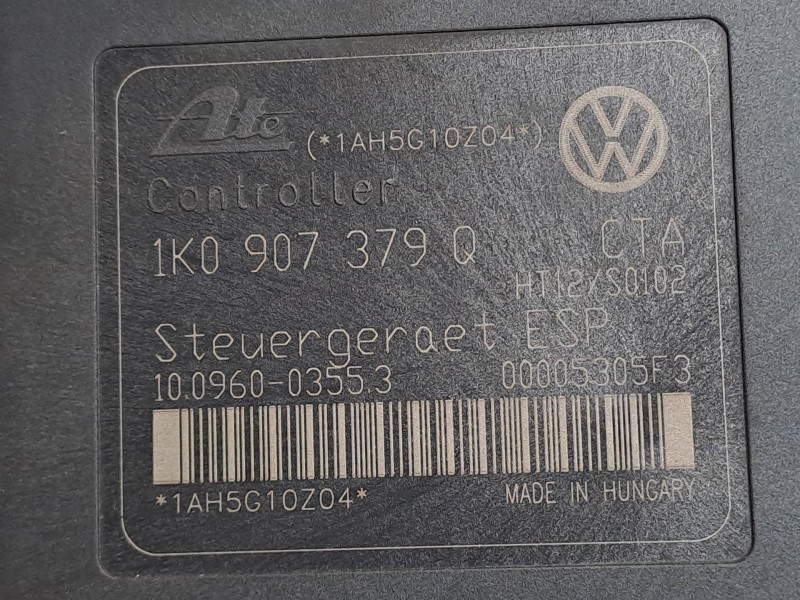 Ate (*1AH5G10Z04*)
Controller
1K0 907 379 Q CTA
HT12/S0102
Steuergeraet ESP
10.0960-0355.3 00005305F3
*1AH5G10Z04* MADE IN HUNGARY